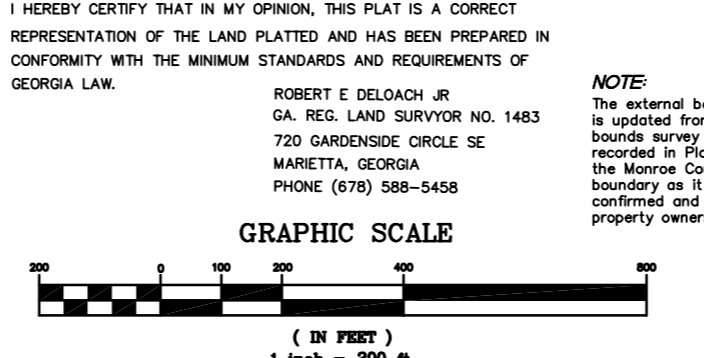 I HEREBY CERTIFY THAT IN MY OPINION, THIS PLAT IS A CORRECT
REPRESENTATION OF THE LAND PLATTED AND HAS BEEN PREPARED IN
CONFORMITY WITH THE MINIMUM STANDARDS AND REQUIREMENTS OF
GEORGIA LAW.
ROBERT E DELOACH JR
GA. REG. LAND SURVYOR NO. 1483
720 GARDENSIDE CIRCLE SE
MARIETTA, GEORGIA
PHONE (678) 588-5458
NOTE:
The external
is updated from
bounds survey
recorded in
the Monroe
boundary as it
confirmed and
property
GRAPHIC SCALE
200 0 100 200 400 800
( IN FEET )
1 inch = 200 ft.